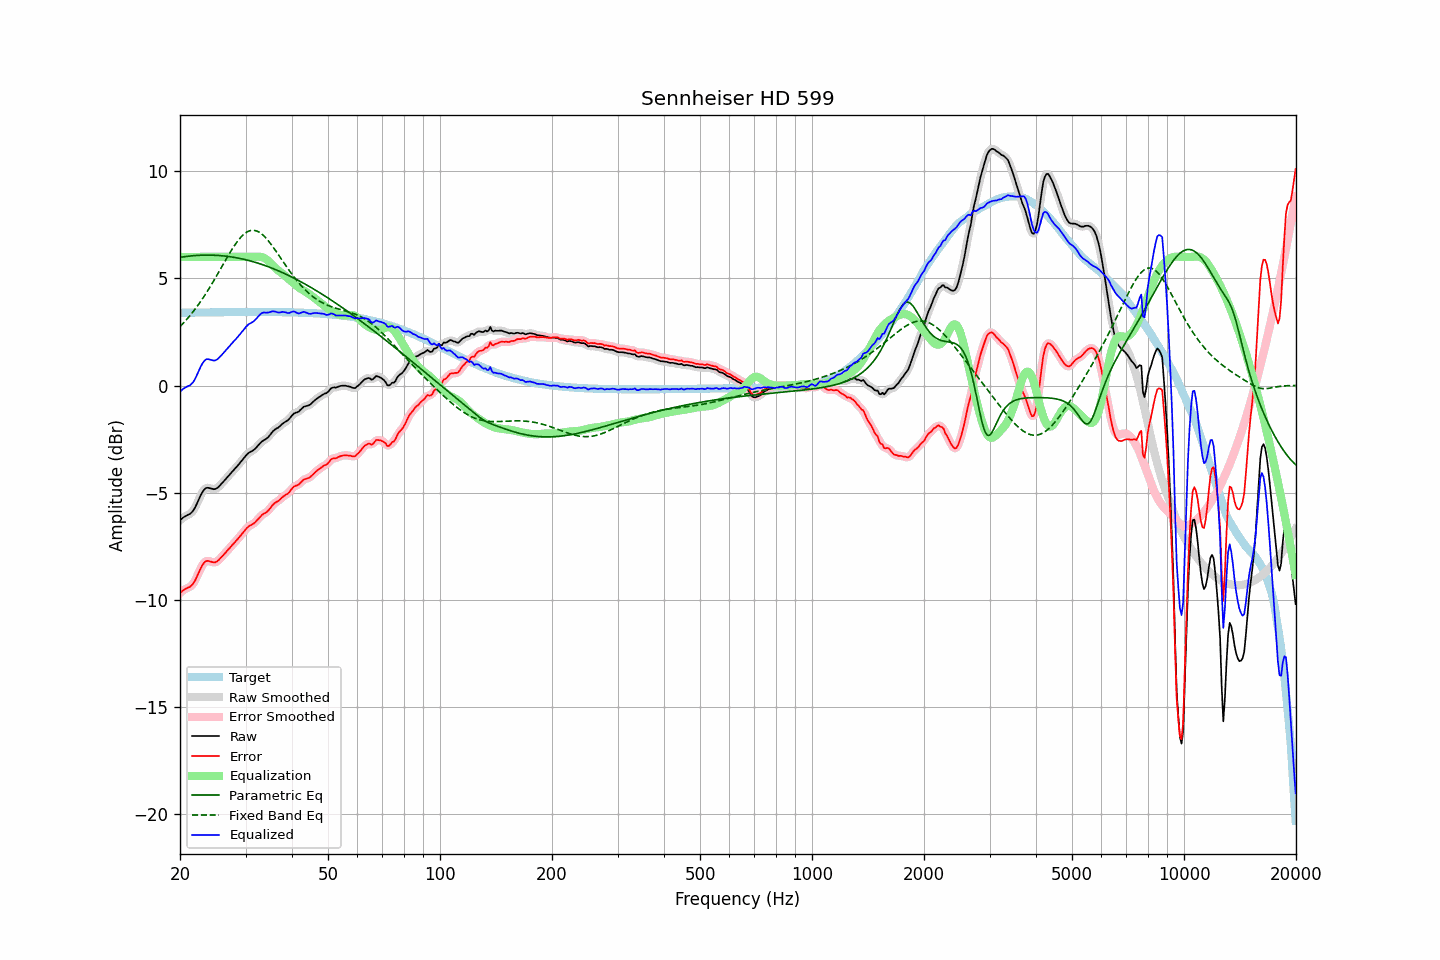 Sennheiser HD 599
Amplitude (dBr)
10
5
0
−5
−10
−15
−20
Target
Raw Smoothed
Error Smoothed
Raw
Error
Equalization
Parametric Eq
Fixed Band Eq
Equalized
20 50 100 200 500 1000 2000 5000 10000 20000
Frequency (Hz)